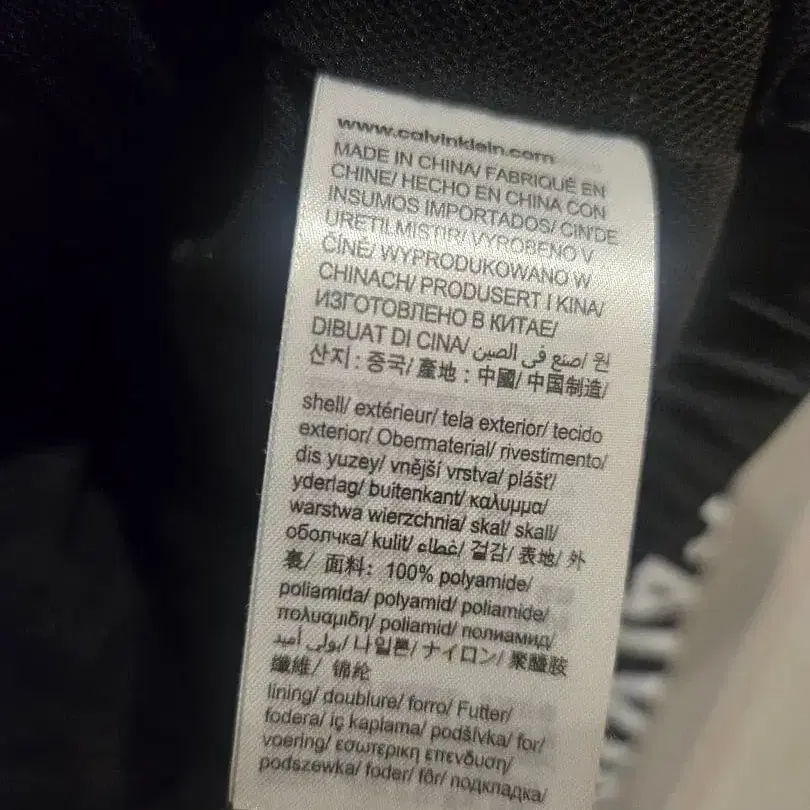 www.calvinklein.com
MADE IN CHINA/ FABRIQUÉ EN
CHINE/ HECHO EN CHINA CON
INSUMOS IMPORTADOS/ CIN'DE
URETILMISTIR/ VYROBENO V
ČÍNĚ/ WYPRODUKOWANO W
CHINACH/ PRODUSERT I KINA/
ИЗГОТОВЛЕНО В КИТАЕ/
DIBUAT DI CINA/ صنع في الصين/ 원
산지 : 중국/ 產地 : 中國/ 中国制造/
shell/ extérieur/ tela exterior/ tecido
exterior/ Obermaterial/ rivestimento/
dis yuzey/ vnější vrstva/ plášť/
yderlag/ buitenkant/ καλυμμα/
warstwa wierzchnia/ skal/ skall/
оболчка/ kulit/ غطاء/ 겉감/ 表地/ 外
裏/ 面料: 100% polyamide/
poliamida/ polyamid/ poliamide/
πολυαμιδη/ poliamid/ полиамид/
بولي أميد/ 나일론/ ナイロン/ 聚醯胺
纖維/ 锦纶
lining/ doublure/ forro/ Futter/
fodera/ iç kaplama/ podšívka/ for/
voering/ εσωτερικη επενδυση/
podszewka/ foder/ fôr/ подкладка/